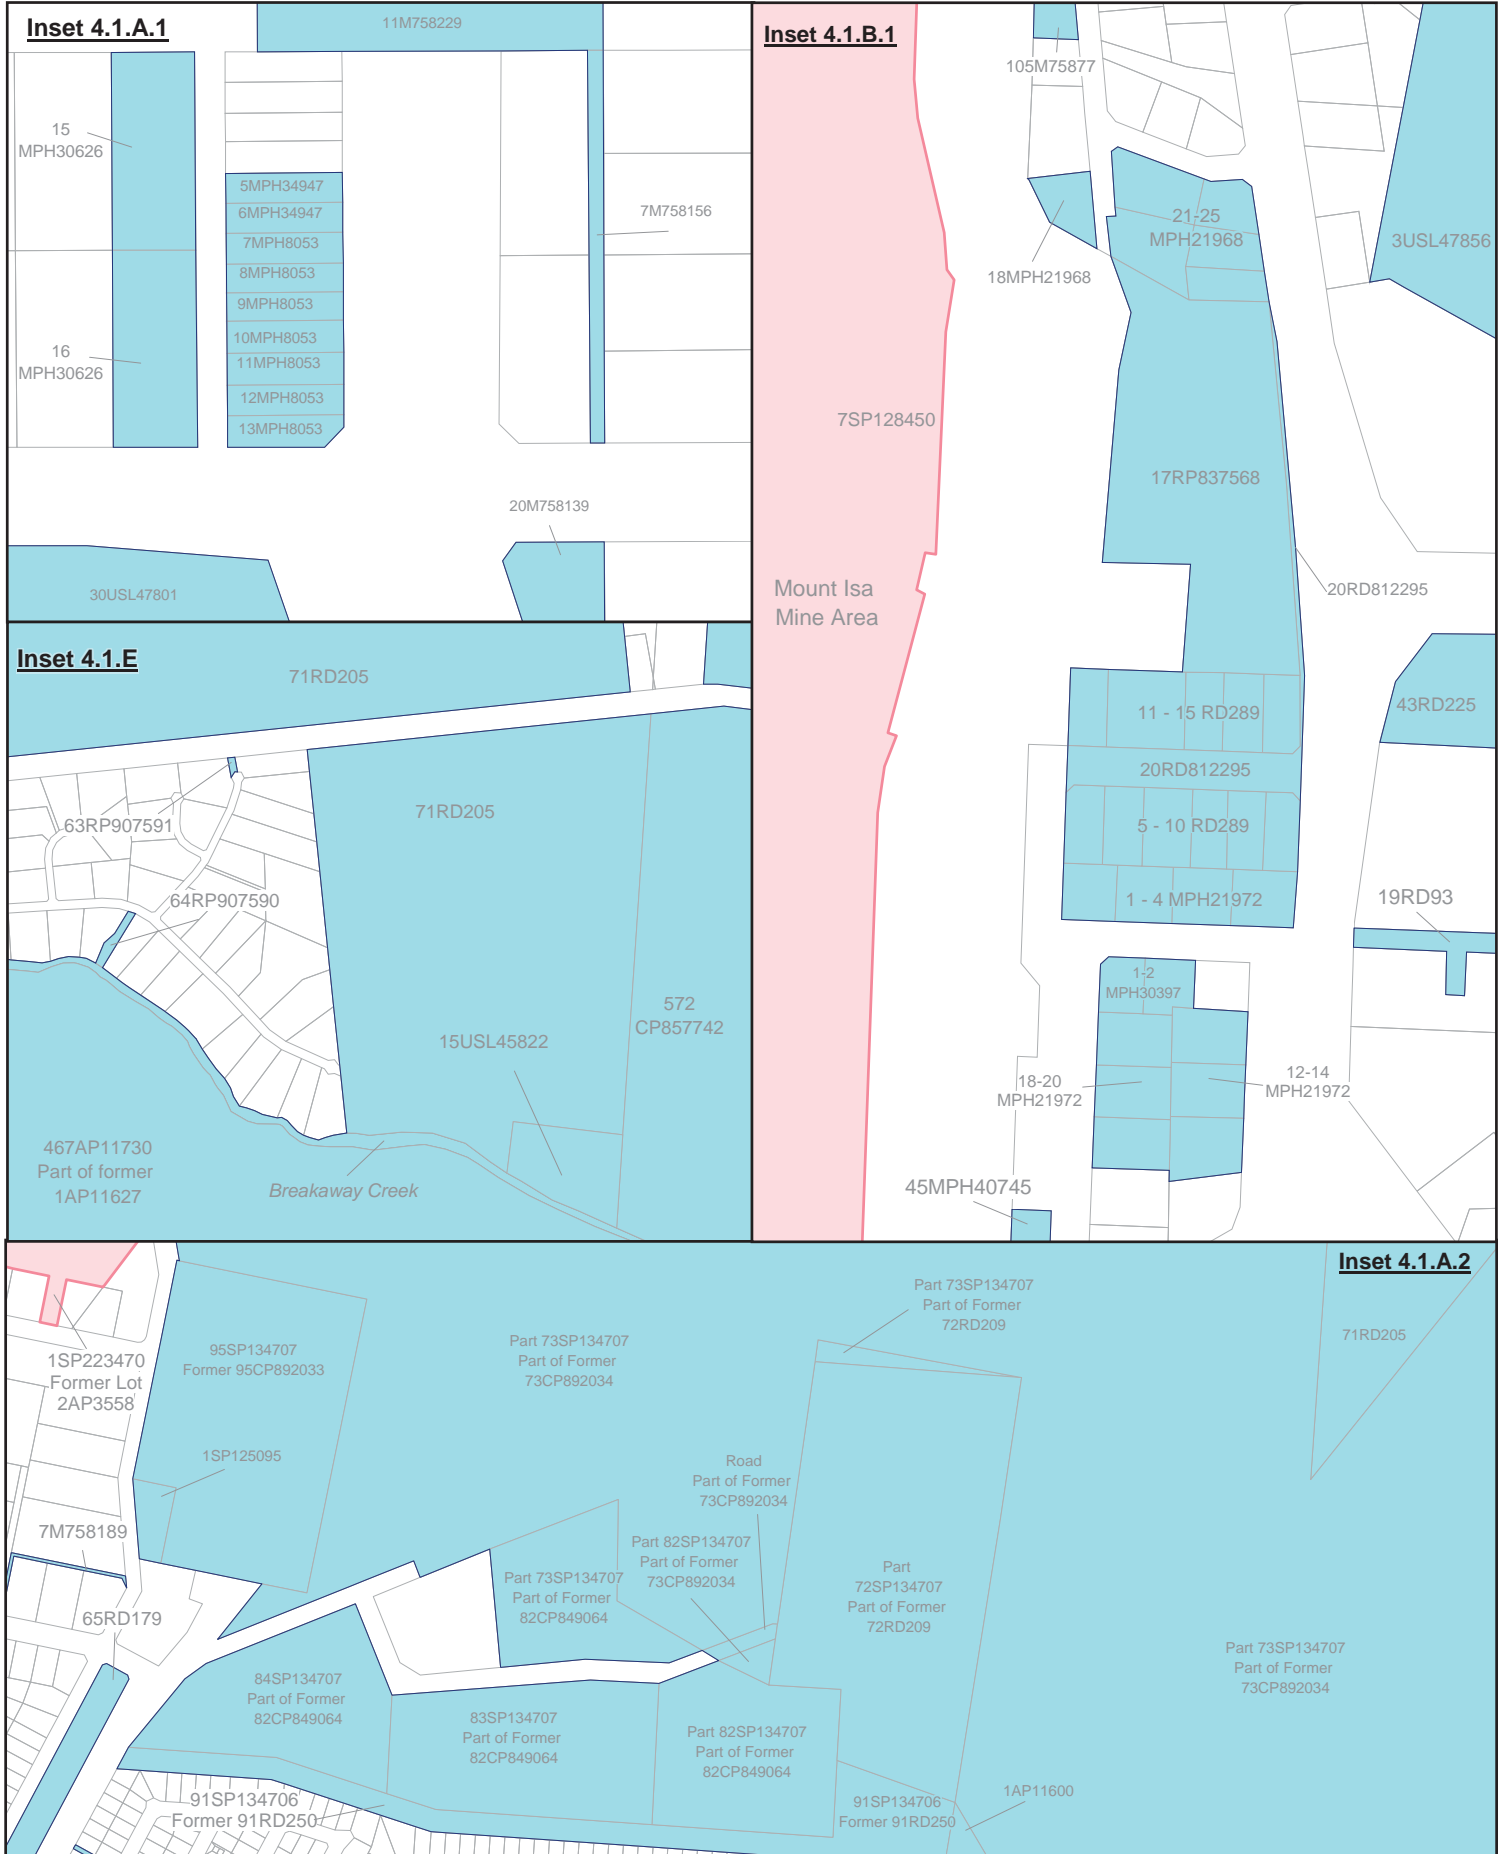 Inset 4.1.A.1
11M758229
15
MPH30626
5MPH34947
6MPH34947
7MPH8053
8MPH8053
9MPH8053
10MPH8053
11MPH8053
12MPH8053
13MPH8053
7M758156
16
MPH30626
20M758139
30USL47801
Inset 4.1.B.1
105M75877
21-25
MPH21968
3USL47856
18MPH21968
7SP128450
17RP837568
Mount Isa
Mine Area
20RD812295
11 - 15 RD289
43RD225
20RD812295
5 - 10 RD289
1 - 4 MPH21972
19RD93
1-2
MPH30397
18-20
MPH21972
12-14
MPH21972
45MPH40745
Inset 4.1.E
71RD205
71RD205
63RP907591
64RP907590
572
CP857742
15USL45822
467AP11730
Part of former
1AP11627
Breakaway Creek
Inset 4.1.A.2
Part 73SP134707
Part of Former
72RD209
71RD205
1SP223470
Former Lot
2AP3558
95SP134707
Former 95CP892033
Part 73SP134707
Part of Former
73CP892034
1SP125095
Road
Part of Former
73CP892034
7M758189
Part 82SP134707
Part of Former
73CP892034
Part 73SP134707
Part of Former
82CP849064
Part
72SP134707
Part of Former
72RD209
65RD179
Part 73SP134707
Part of Former
73CP892034
84SP134707
Part of Former
82CP849064
83SP134707
Part of Former
82CP849064
Part 82SP134707
Part of Former
82CP849064
91SP134706
Former 91RD250
91SP134706
Former 91RD250
1AP11600